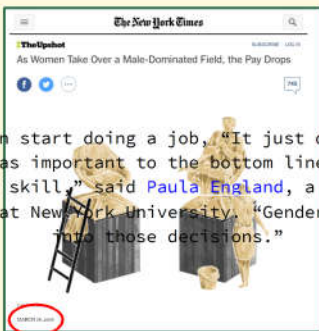 The New York Times
TheUpshot
SUBSCRIBE LOG IN
As Women Take Over a Male-Dominated Field, the Pay Drops
n start doing a job, “It just
as important to the bottom line
skill,” said Paula England, a
at New York University. “Gender
into those decisions.”